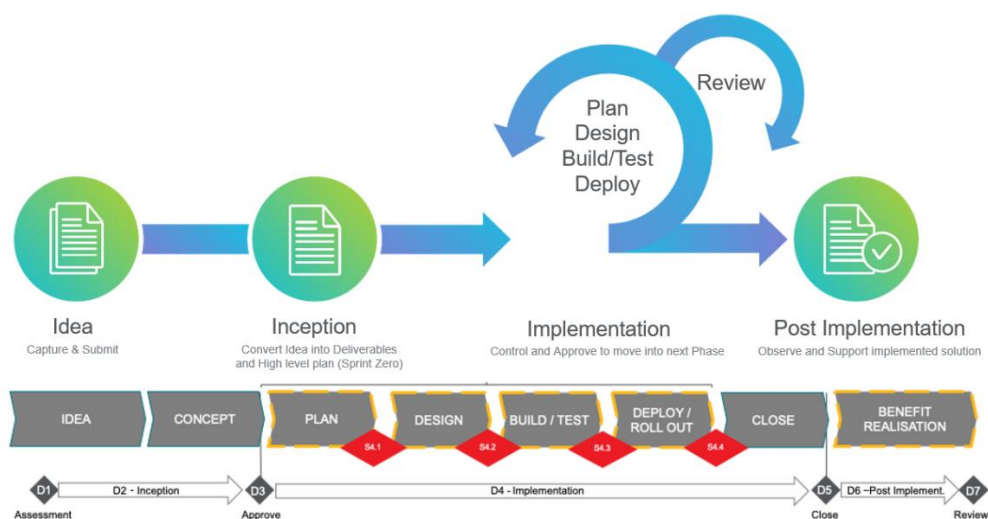 Review
Plan
Design
Build/Test
Deploy
Idea
Capture & Submit
Inception
Convert Idea into Deliverables
and High level plan (Sprint Zero)
Implementation
Control and Approve to move into next Phase
Post Implementation
Observe and Support implemented solution
IDEA
CONCEPT
PLAN
S4.1
DESIGN
S4.2
BUILD / TEST
S4.3
DEPLOY /
ROLL OUT
S4.4
CLOSE
BENEFIT
REALISATION
D1
Assessment
D2 - Inception
D3
Approve
D4 - Implementation
D5
Close
D6 –Post Implement.
D7
Review